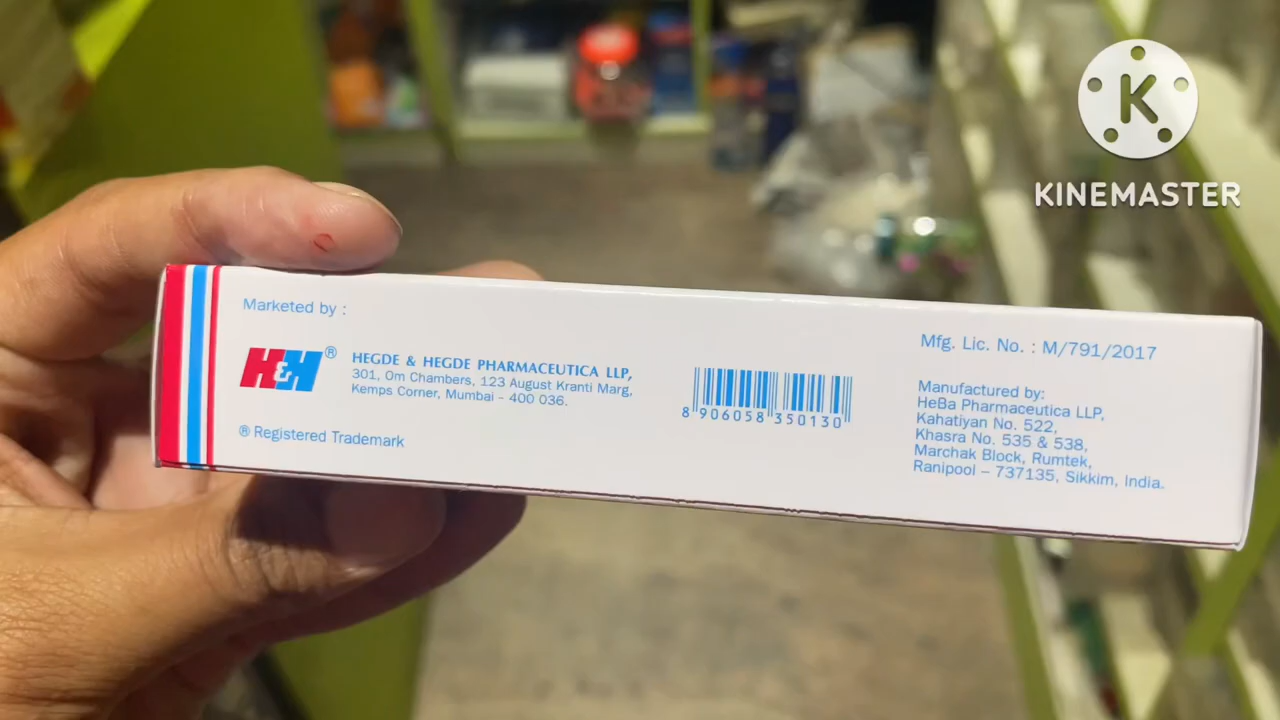 Marketed by :
H&H®
HEGDE & HEGDE PHARMACEUTICA LLP,
301, Om Chambers, 123 August Kranti Marg,
Kemps Corner, Mumbai - 400 036.
® Registered Trademark
8 906058 350130
Mfg. Lic. No. : M/791/2017
Manufactured by:
HeBa Pharmaceutica LLP,
Kahatiyan No. 522,
Khasra No. 535 & 538,
Marchak Block, Rumtek,
Ranipool – 737135, Sikkim, India.
K
KINEMASTER